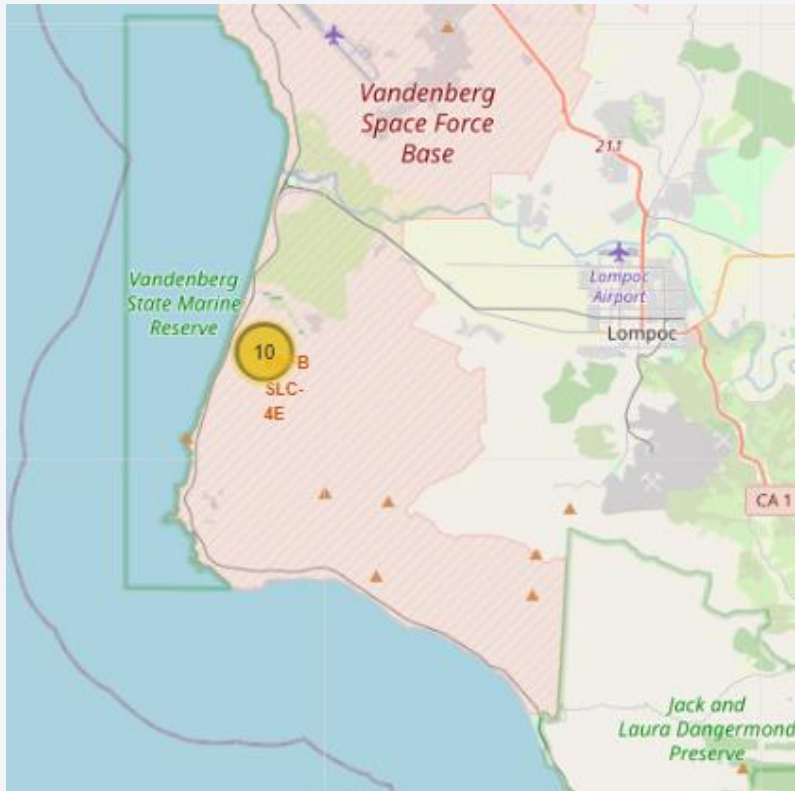 Vandenberg
Space Force
Base
211
Vandenberg
State Marine
Reserve
Lompoc
Airport
Lompoc
10
B
SLC-
4E
CA 1
Jack and
Laura Dangermond
Preserve